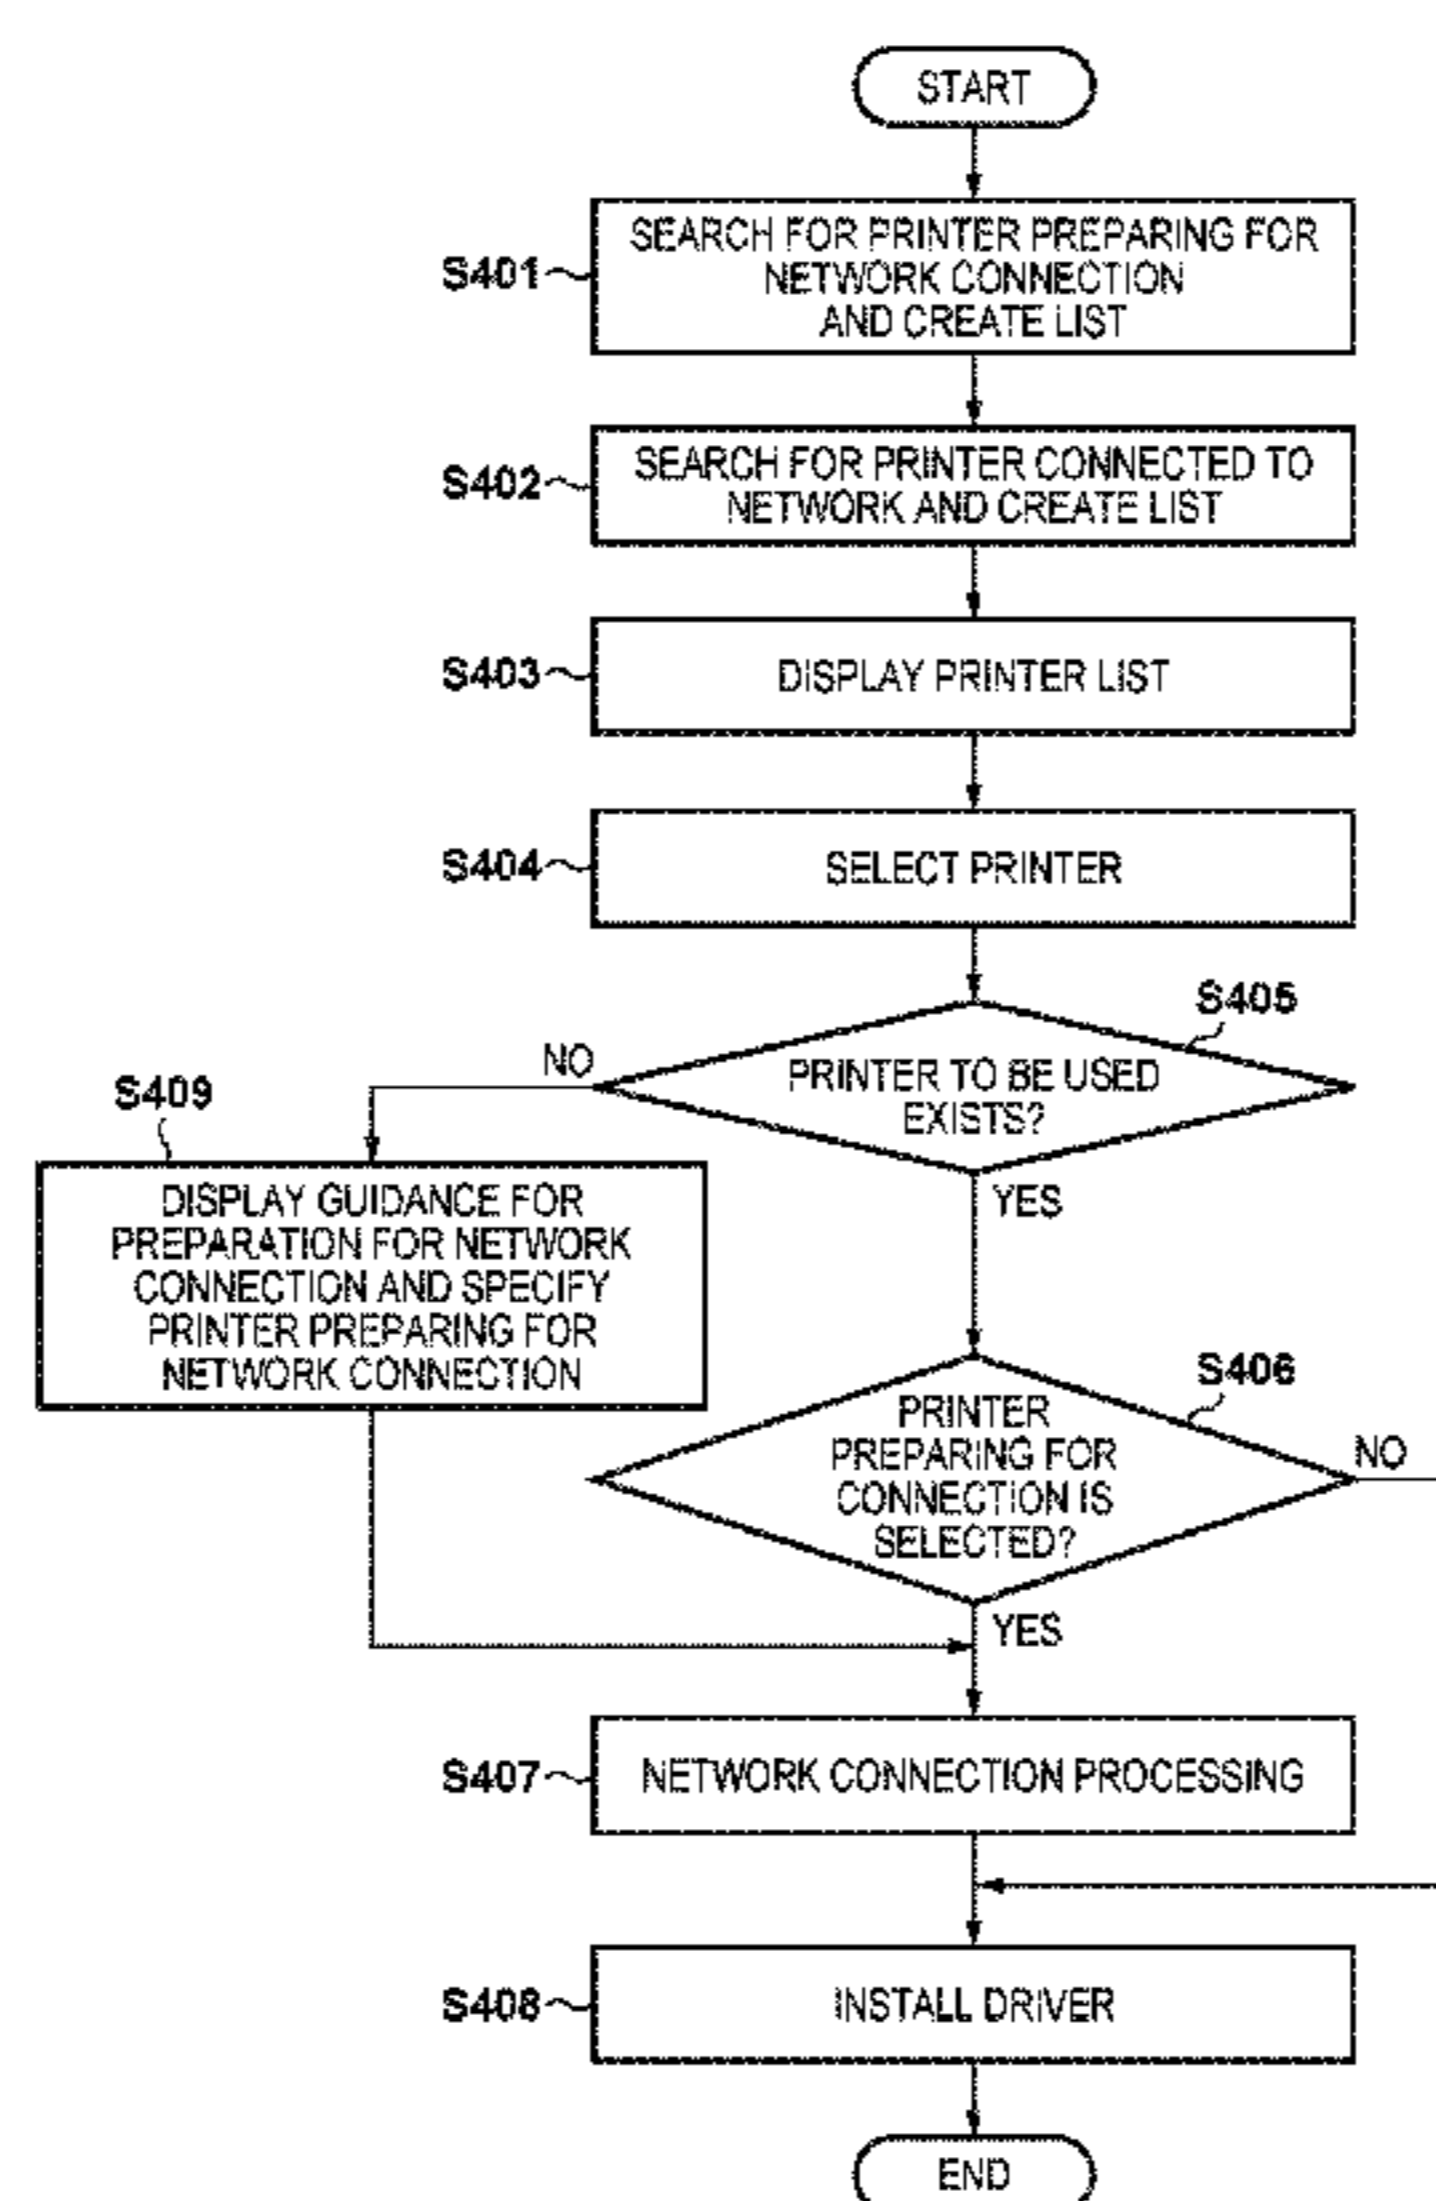 START
S401
SEARCH FOR PRINTER PREPARING FOR
NETWORK CONNECTION
AND CREATE LIST
S402
SEARCH FOR PRINTER CONNECTED TO
NETWORK AND CREATE LIST
S403
DISPLAY PRINTER LIST
S404
SELECT PRINTER
S405
PRINTER TO BE USED
EXISTS?
NO
YES
S409
DISPLAY GUIDANCE FOR
PREPARATION FOR NETWORK
CONNECTION AND SPECIFY
PRINTER PREPARING FOR
NETWORK CONNECTION
S406
PRINTER
PREPARING FOR
CONNECTION IS
SELECTED?
NO
YES
S407
NETWORK CONNECTION PROCESSING
S408
INSTALL DRIVER
END